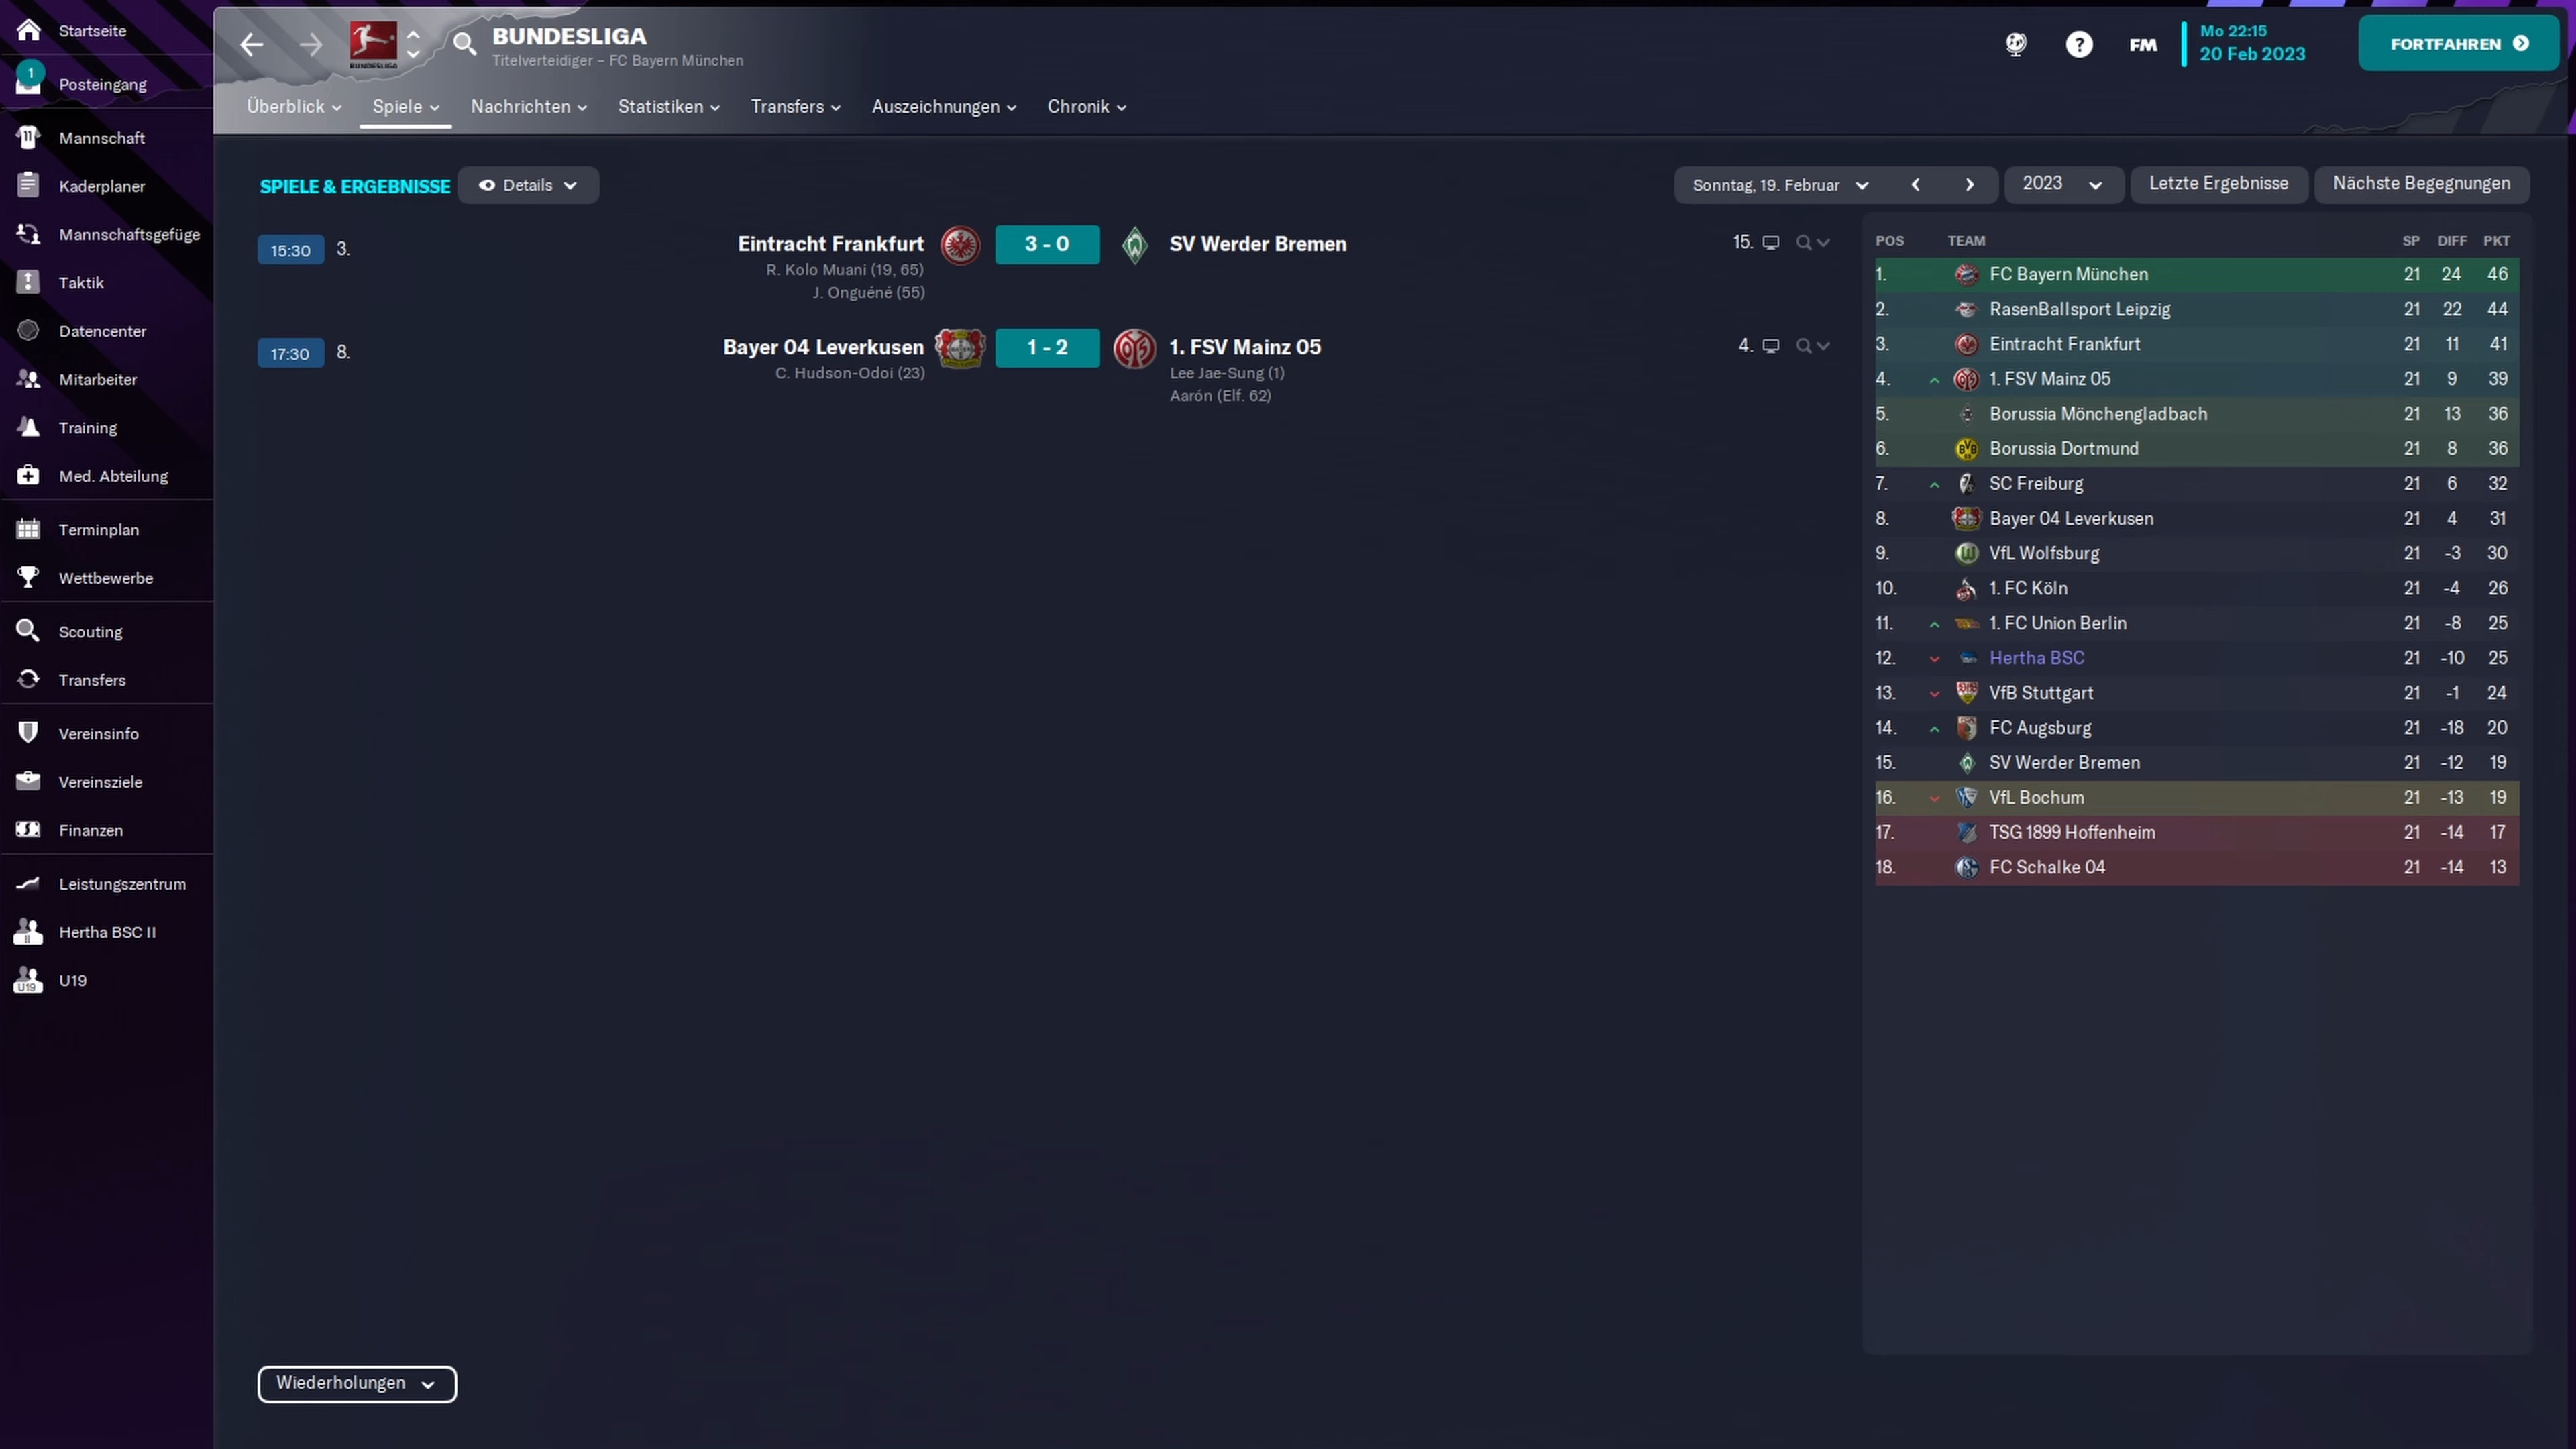 Startseite
1
Posteingang
Mannschaft
Kaderplaner
Mannschaftsgefüge
Taktik
Datencenter
Mitarbeiter
Training
Med. Abteilung
Terminplan
Wettbewerbe
Scouting
Transfers
Vereinsinfo
Vereinsziele
Finanzen
Leistungszentrum
Hertha BSC II
U19
U19
BUNDESLIGA
BUNDESLIGA
Titelverteidiger – FC Bayern München
FM
Mo 22:15
20 Feb 2023
FORTFAHREN
Überblick Spiele Nachrichten Statistiken Transfers Auszeichnungen Chronik
SPIELE & ERGEBNISSE Details
Sonntag, 19. Februar 2023 Letzte Ergebnisse Nächste Begegnungen
15:30 3. Eintracht Frankfurt 3 - 0 SV Werder Bremen 15.
R. Kolo Muani (19, 65)
J. Onguéné (55)
17:30 8. Bayer 04 Leverkusen 1 - 2 1. FSV Mainz 05 4.
C. Hudson-Odoi (23) Lee Jae-Sung (1)
Aarón (Elf. 62)
POS TEAM SP DIFF PKT
1. FC Bayern München 21 24 46
2. RasenBallsport Leipzig 21 22 44
3. Eintracht Frankfurt 21 11 41
4. 1. FSV Mainz 05 21 9 39
5. Borussia Mönchengladbach 21 13 36
6. Borussia Dortmund 21 8 36
7. SC Freiburg 21 6 32
8. Bayer 04 Leverkusen 21 4 31
9. VfL Wolfsburg 21 -3 30
10. 1. FC Köln 21 -4 26
11. 1. FC Union Berlin 21 -8 25
12. Hertha BSC 21 -10 25
13. VfB Stuttgart 21 -1 24
14. FC Augsburg 21 -18 20
15. SV Werder Bremen 21 -12 19
16. VfL Bochum 21 -13 19
17. TSG 1899 Hoffenheim 21 -14 17
18. FC Schalke 04 21 -14 13
Wiederholungen